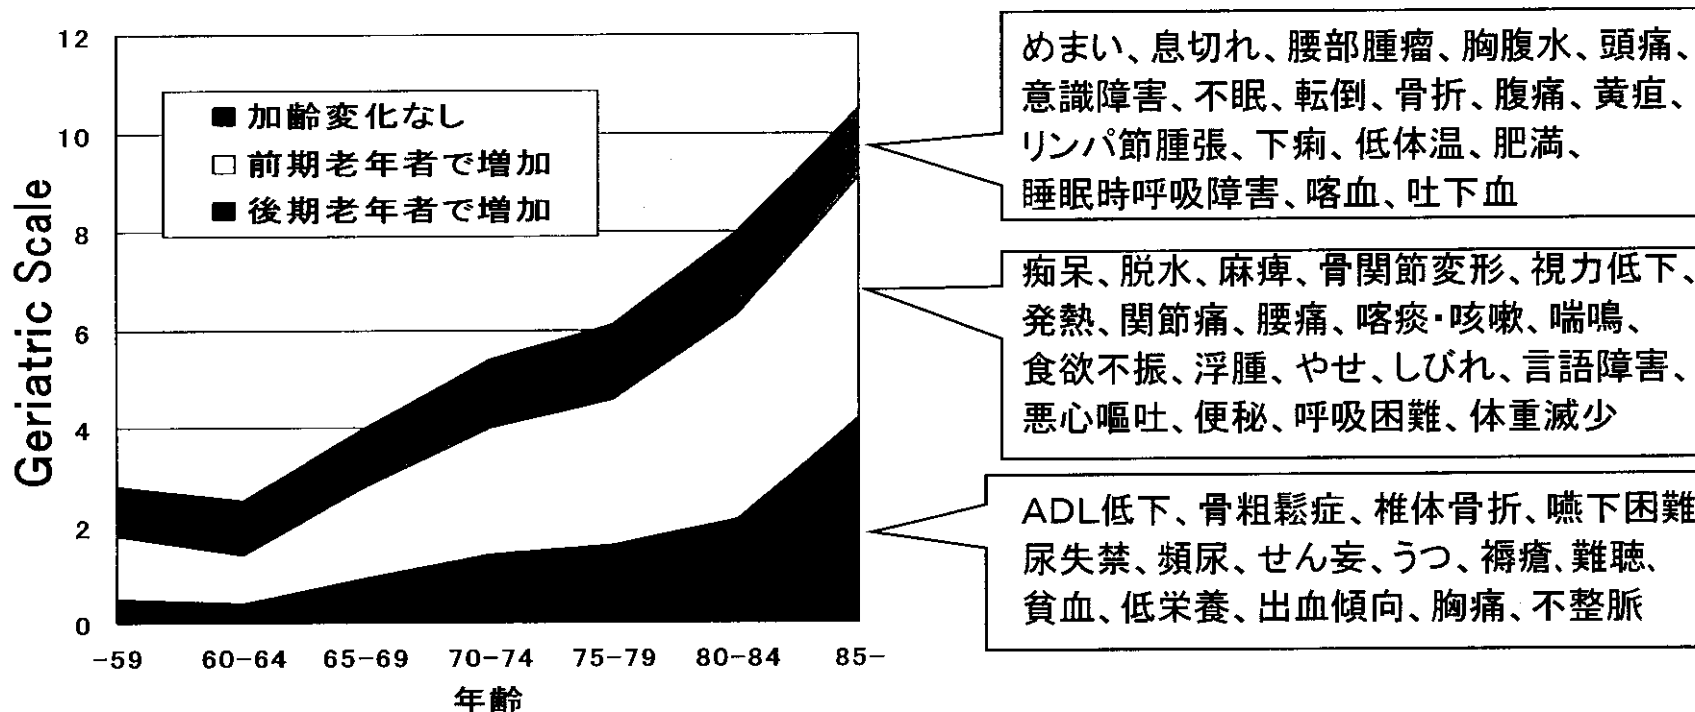 12
10
8
6
4
2
0
Geriatric Scale
■加齢変化なし
□前期老年者で増加
■後期老年者で増加
-59 60-64 65-69 70-74 75-79 80-84 85-
年齢
めまい、息切れ、腰部腫瘤、胸腹水、頭痛、
意識障害、不眠、転倒、骨折、腹痛、黄疸、
リンパ節腫張、下痢、低体温、肥満、
睡眠時呼吸障害、喀血、吐下血
痴呆、脱水、麻痺、骨関節変形、視力低下、
発熱、関節痛、腰痛、喀痰・咳嗽、喘鳴、
食欲不振、浮腫、やせ、しびれ、言語障害、
悪心嘔吐、便秘、呼吸困難、体重減少
ADL低下、骨粗鬆症、椎体骨折、嚥下困難
尿失禁、頻尿、せん妄、うつ、褥瘡、難聴、
貧血、低栄養、出血傾向、胸痛、不整脈